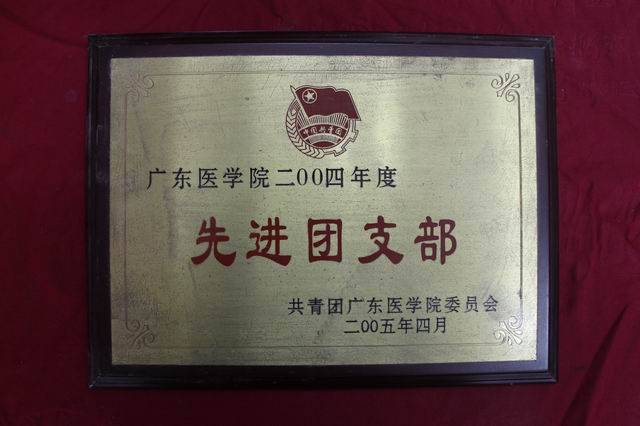 中国共青团
广东医学院二00四年度
先进团支部
共青团广东医学院委员会
二00五年四月